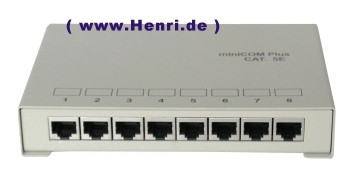 ( www.Henri.de )
miniCOM Plus
CAT. 5E
1 2 3 4 5 6 7 8